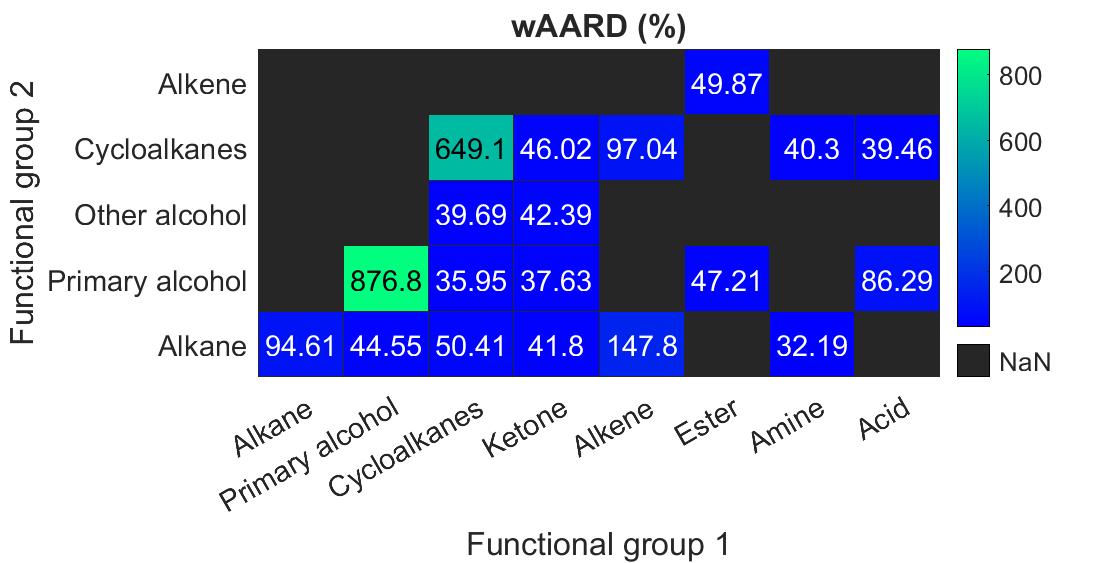 wAARD (%)
Functional group 2
Alkene
49.87
Cycloalkanes
649.1 46.02 97.04 40.3 39.46
Other alcohol
39.69 42.39
Primary alcohol
876.8 35.95 37.63 47.21 86.29
Alkane
94.61 44.55 50.41 41.8 147.8 32.19
800
600
400
200
NaN
Alkane
Primary alcohol
Cycloalkanes
Ketone
Alkene
Ester
Amine
Acid
Functional group 1